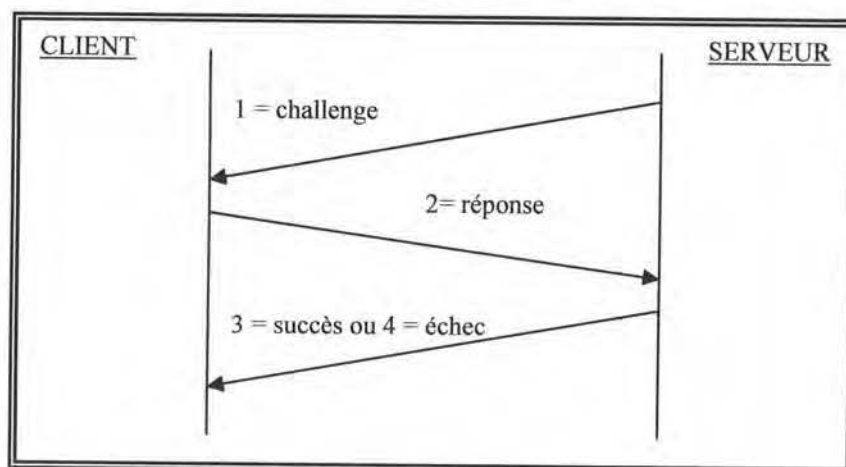 CLIENT
SERVEUR
1 = challenge
2= réponse
3 = succès ou 4 = échec